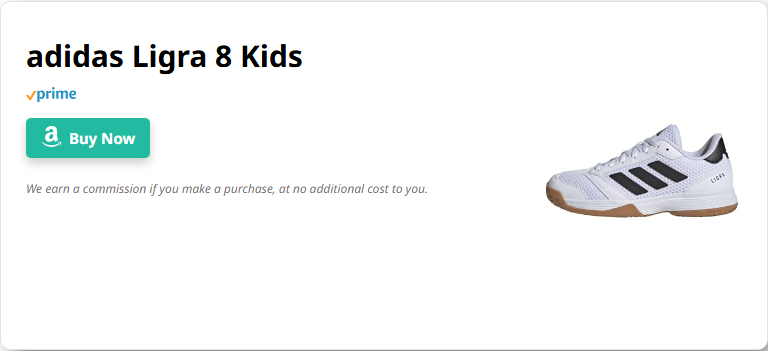 adidas Ligra 8 Kids
prime
a Buy Now
We earn a commission if you make a purchase, at no additional cost to you.
LIGRA